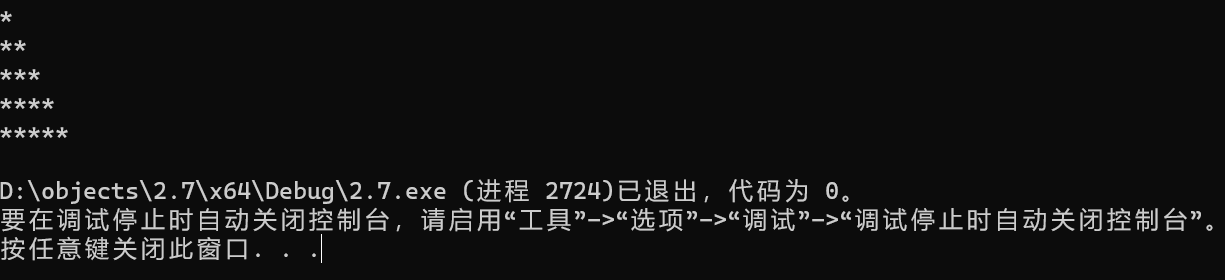 *
**
***
****
*****
D:\objects\2.7\x64\Debug\2.7.exe (进程 2724)已退出，代码为 0。
要在调试停止时自动关闭控制台，请启用“工具”->“选项”->“调试”->“调试停止时自动关闭控制台”。
按任意键关闭此窗口. . .